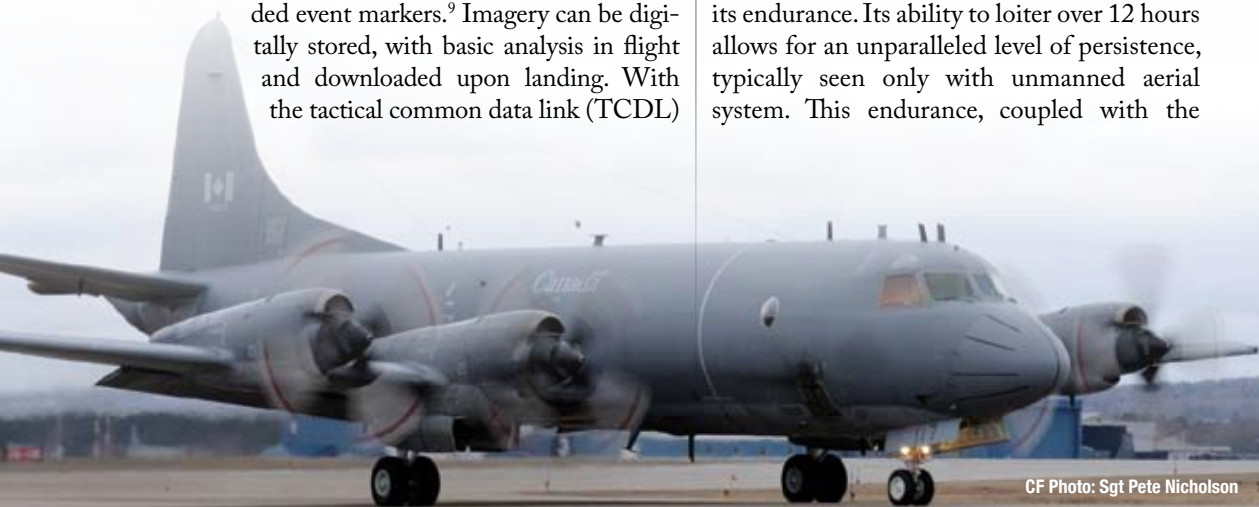 ded event markers.⁹ Imagery can be digi-
tally stored, with basic analysis in flight
and downloaded upon landing. With
the tactical common data link (TCDL)
its endurance. Its ability to loiter over 12 hours
allows for an unparalleled level of persistence,
typically seen only with unmanned aerial
system. This endurance, coupled with the
Canada
CF Photo: Sgt Pete Nicholson